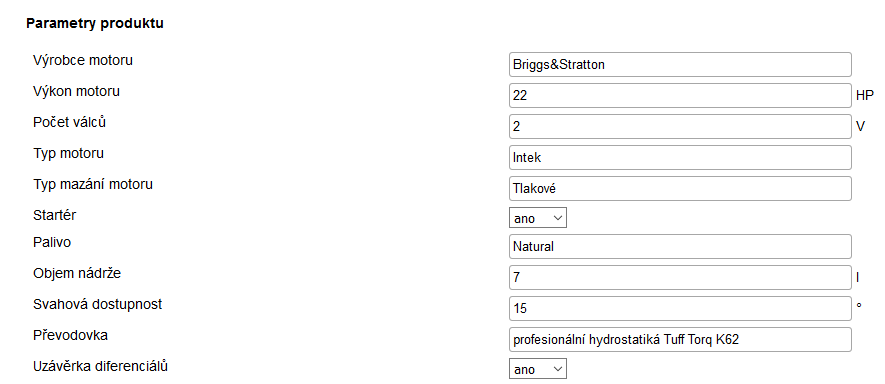 Parametry produktu
Výrobce motoru Briggs&Stratton
Výkon motoru 22 HP
Počet válců 2 V
Typ motoru Intek
Typ mazání motoru Tlakové
Startér ano
Palivo Natural
Objem nádrže 7 l
Svahová dostupnost 15 °
Převodovka profesionální hydrostatiká Tuff Torq K62
Uzávěrka diferenciálů ano